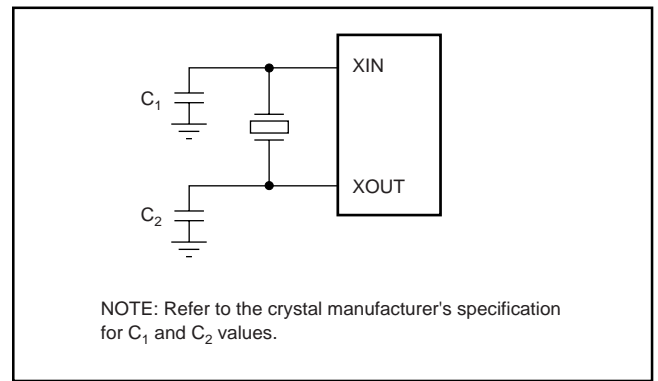 XIN
C₁
XOUT
C₂
NOTE: Refer to the crystal manufacturer's specification
for C₁ and C₂ values.